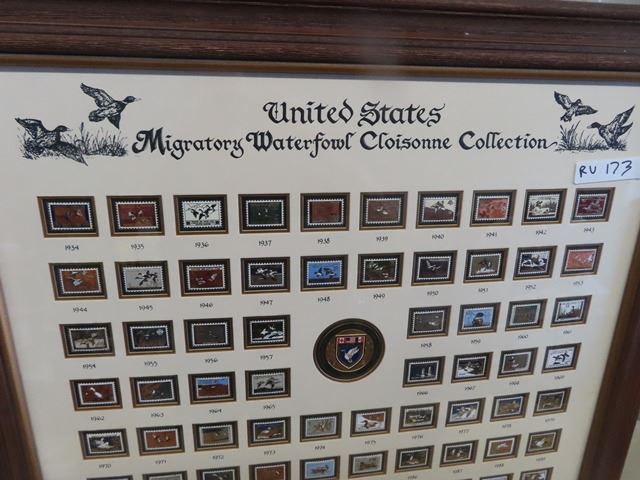 United States
Migratory Waterfowl Cloisonne Collection
RU 173
1934 1935 1936 1937 1938 1939 1940 1941 1942 1943
1944 1945 1946 1947 1948 1949 1950 1951 1952 1953
1954 1955 1956 1957 1958 1959 1960 1961
1962 1963 1964 1965 1966 1967 1968 1969
1970 1971 1972 1973 1974 1975 1976 1977 1978 1979